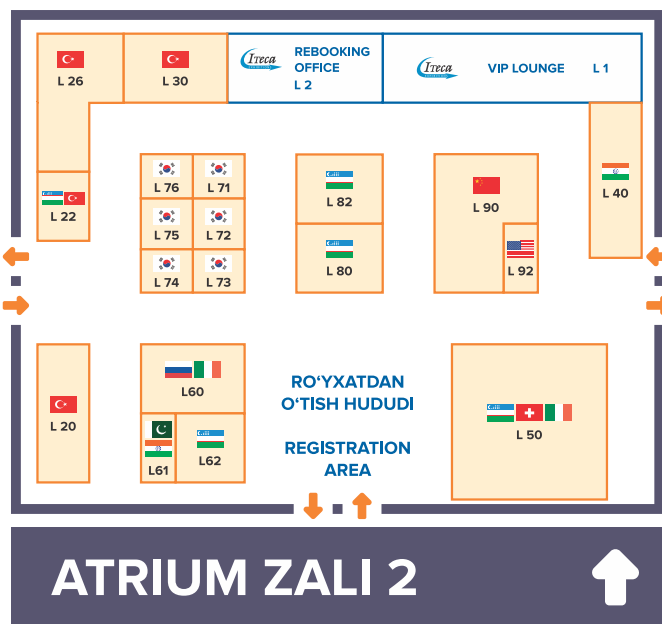 L 26
L 30
ITECA
REBOOKING
OFFICE
L 2
ITECA
VIP LOUNGE L 1
L 22
L 76
L 71
L 75
L 72
L 74
L 73
L 82
L 80
L 90
L 92
L 40
L 20
L60
L61
L62
RO‘YXATDAN
O‘TISH HUDUDI
REGISTRATION
AREA
L 50
ATRIUM ZALI 2